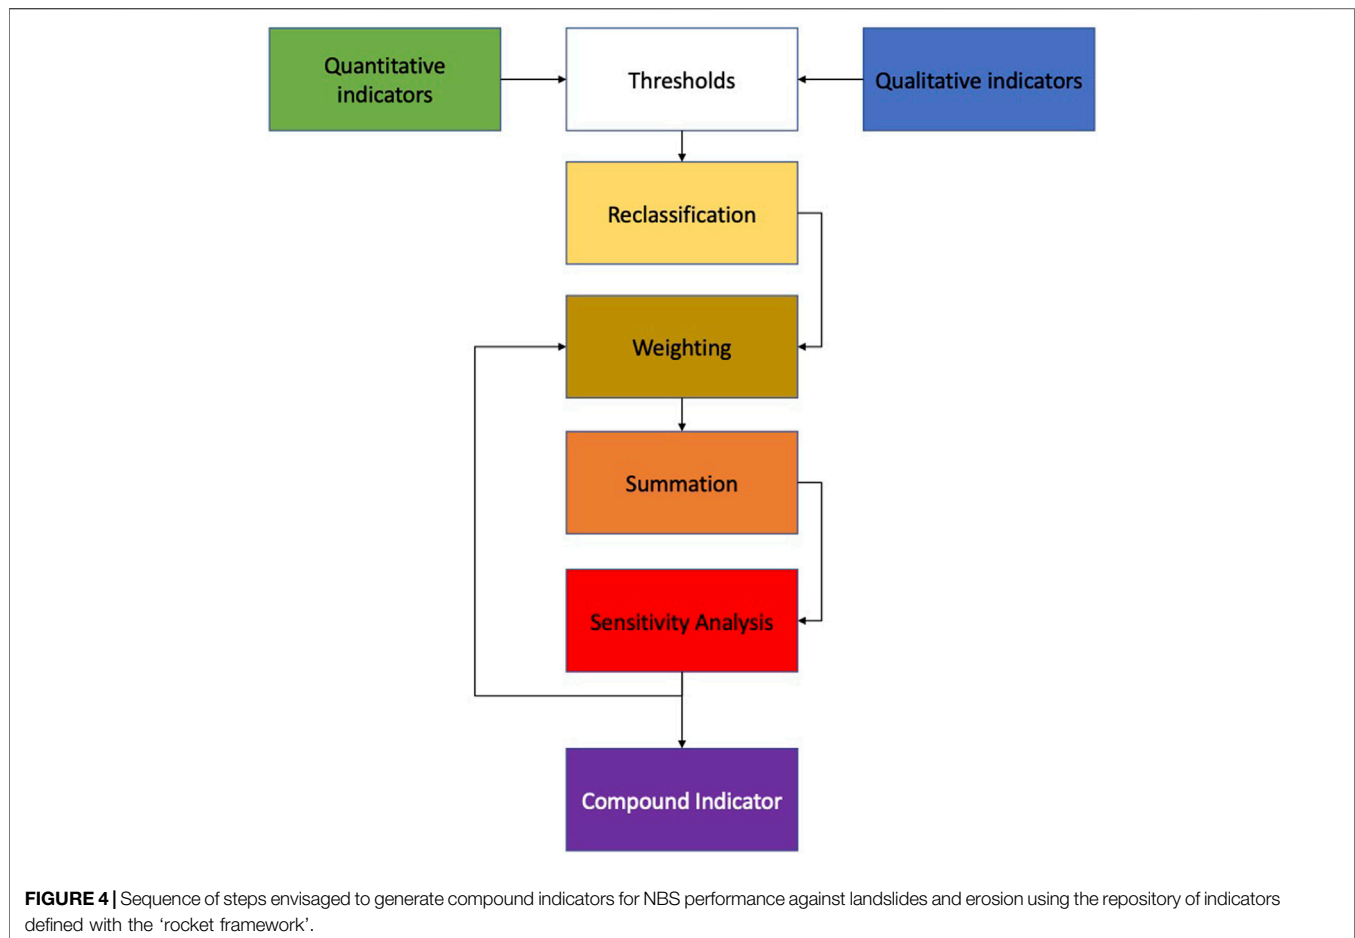 Quantitative
indicators
Thresholds
Qualitative indicators
Reclassification
Weighting
Summation
Sensitivity Analysis
Compound Indicator
FIGURE 4 | Sequence of steps envisaged to generate compound indicators for NBS performance against landslides and erosion using the repository of indicators
defined with the ‘rocket framework’.